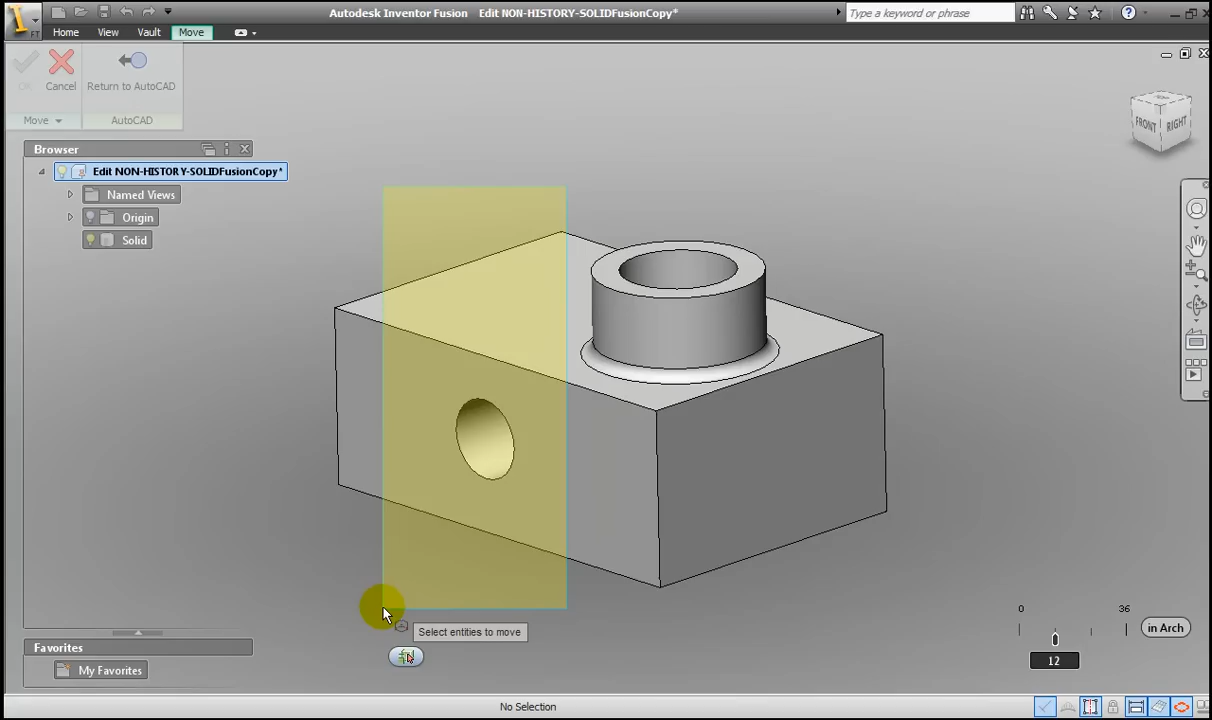 Autodesk Inventor Fusion Edit NON-HISTORY-SOLIDFusionCopy*
Type a keyword or phrase
FT
Home View Vault Move
OK Cancel Return to AutoCAD
Move AutoCAD
Browser
Edit NON-HISTORY-SOLIDFusionCopy*
Named Views
Origin
Solid
FRONT RIGHT
Select entities to move
0 36
in Arch
12
Favorites
My Favorites
No Selection